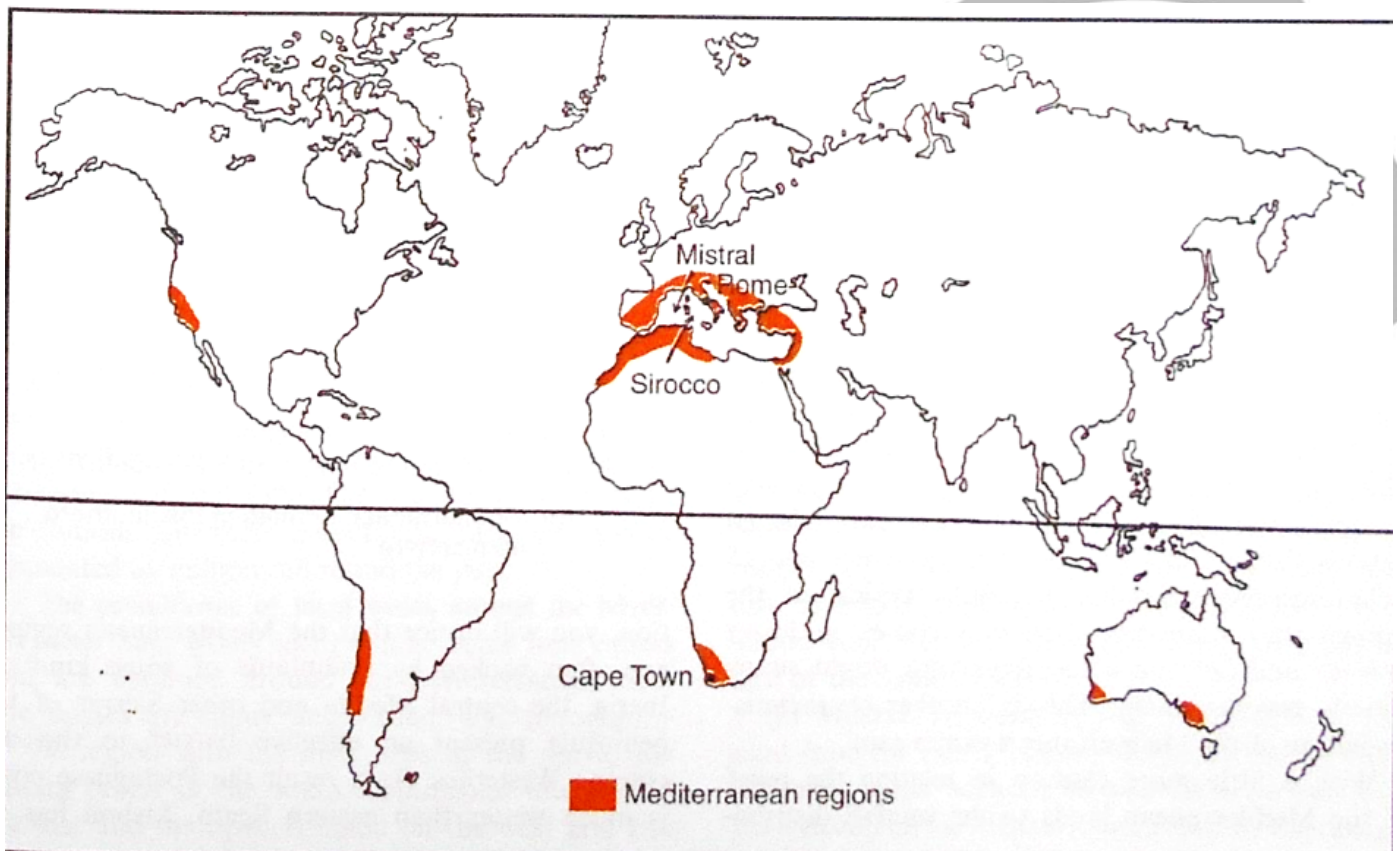 Mistral
Rome
Sirocco
Cape Town
Mediterranean regions